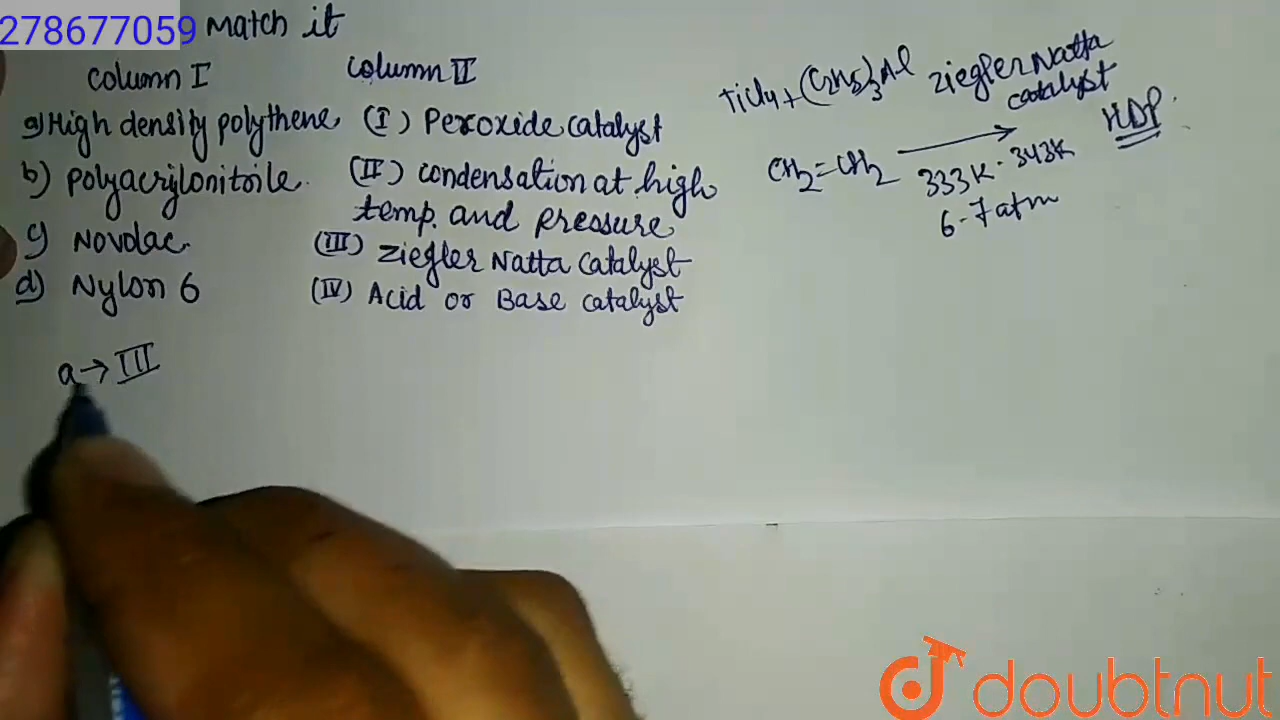 278677059 Match it
Column I Column II
a) High density polythene (I) Peroxide catalyst
b) Polyacrylonitoile (II) condensation at high
temp. and pressure
c) Novolac (III) Ziegler Natta Catalyst
d) Nylon 6 (IV) Acid or Base catalyst
a → III
TiCl4 + (C2H5)3Al Ziegler Natta
catalyst
CH2=CH2 → HDP.
333K-343K
6-7 atm
doubtnut